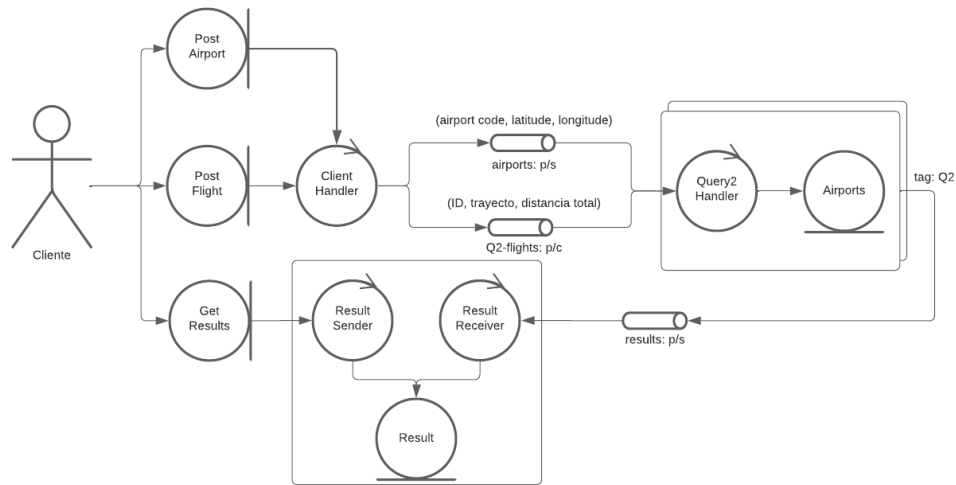 Post
Airport
Cliente
Post
Flight
Client
Handler
(airport code, latitude, longitude)
airports: p/s
(ID, trayecto, distancia total)
Q2-flights: p/c
Query2
Handler
Airports
tag: Q2
Get
Results
Result
Sender
Result
Receiver
results: p/s
Result